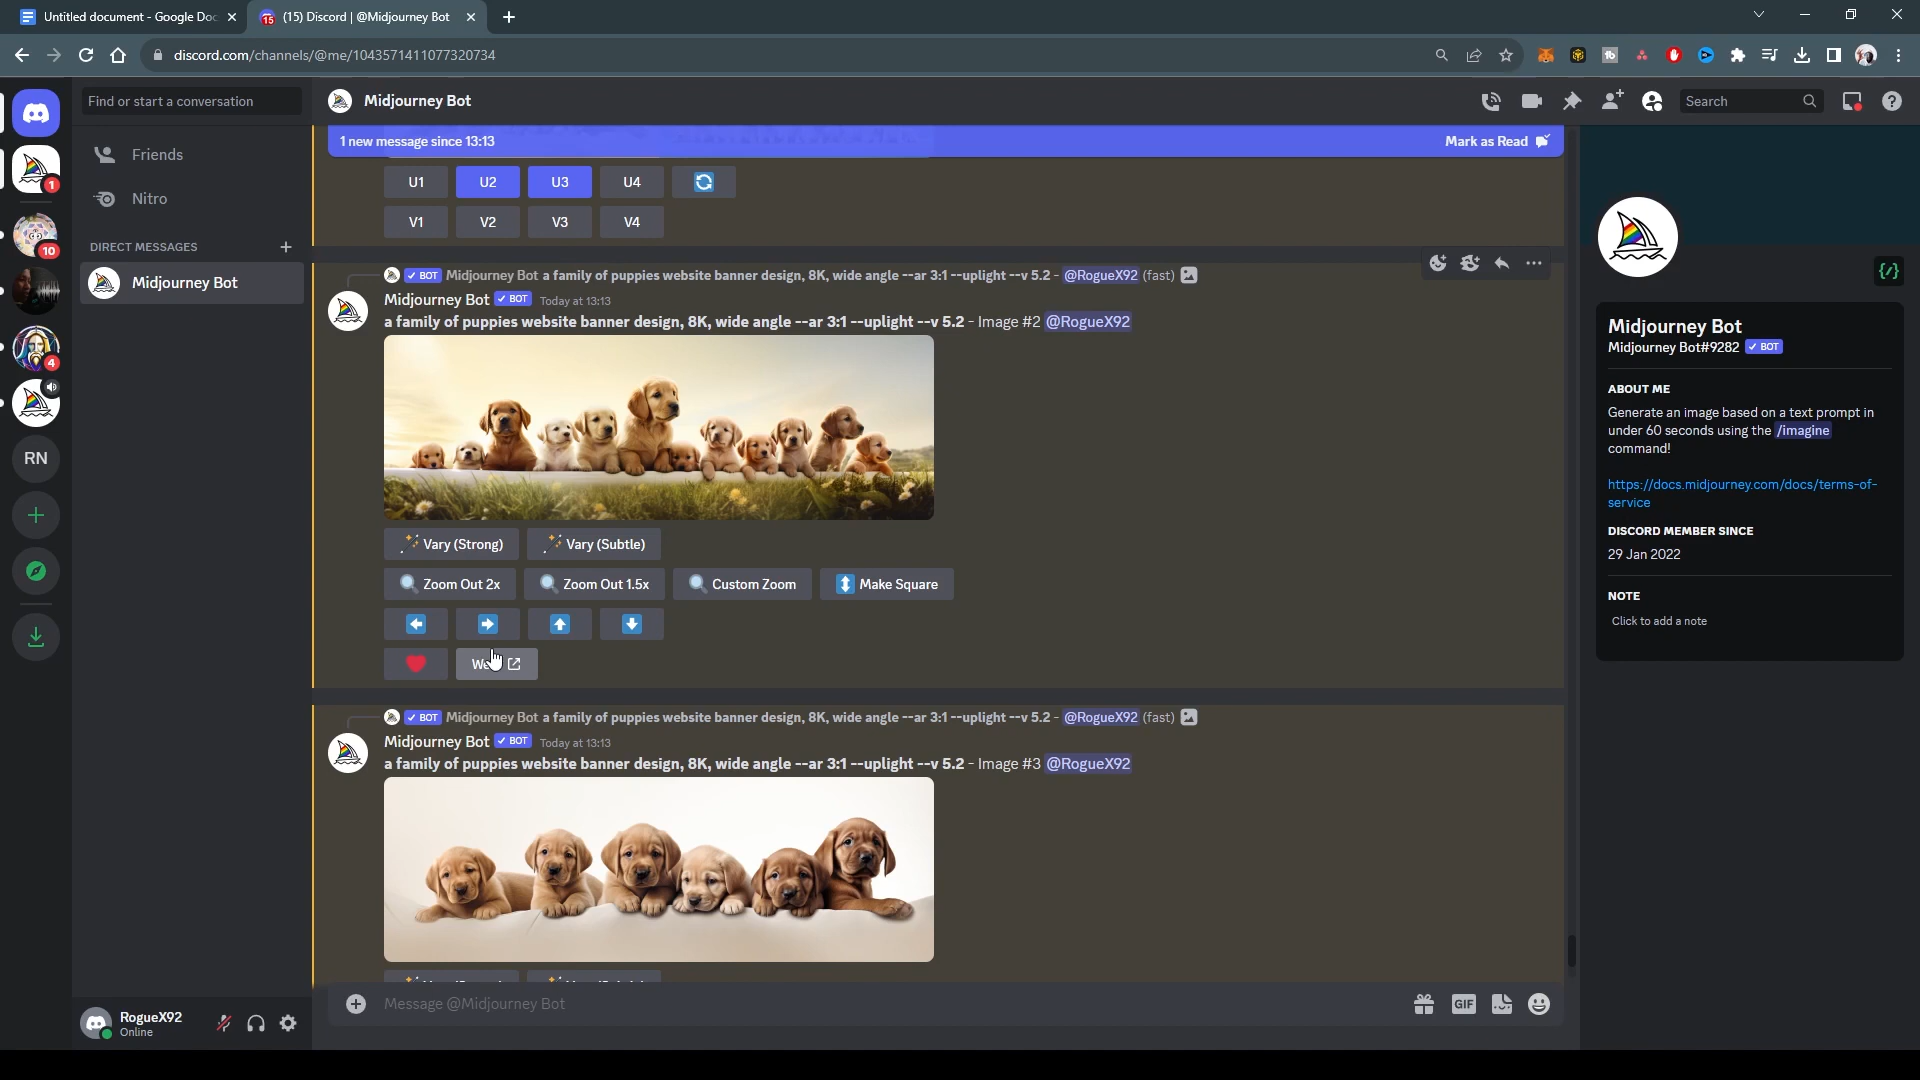 Untitled document - Google Doc
(15) Discord | @Midjourney Bot
discord.com/channels/@me/1043571411077320734
Find or start a conversation
Midjourney Bot
Search
1 new message since 13:13
Mark as Read
Friends
Nitro
DIRECT MESSAGES
Midjourney Bot
1
10
4
RN
U1 U2 U3 U4
V1 V2 V3 V4
BOT Midjourney Bot a family of puppies website banner design, 8K, wide angle --ar 3:1 --uplight --v 5.2 - @RogueX92 (fast)
Midjourney Bot BOT Today at 13:13
a family of puppies website banner design, 8K, wide angle --ar 3:1 --uplight --v 5.2 - Image #2 @RogueX92
Vary (Strong) Vary (Subtle)
Zoom Out 2x Zoom Out 1.5x Custom Zoom Make Square
BOT Midjourney Bot a family of puppies website banner design, 8K, wide angle --ar 3:1 --uplight --v 5.2 - @RogueX92 (fast)
Midjourney Bot BOT Today at 13:13
a family of puppies website banner design, 8K, wide angle --ar 3:1 --uplight --v 5.2 - Image #3 @RogueX92
Message @Midjourney Bot
GIF
RogueX92
Online
Midjourney Bot
Midjourney Bot#9282 BOT
ABOUT ME
Generate an image based on a text prompt in
under 60 seconds using the /imagine
command!
https://docs.midjourney.com/docs/terms-of-
service
DISCORD MEMBER SINCE
29 Jan 2022
NOTE
Click to add a note